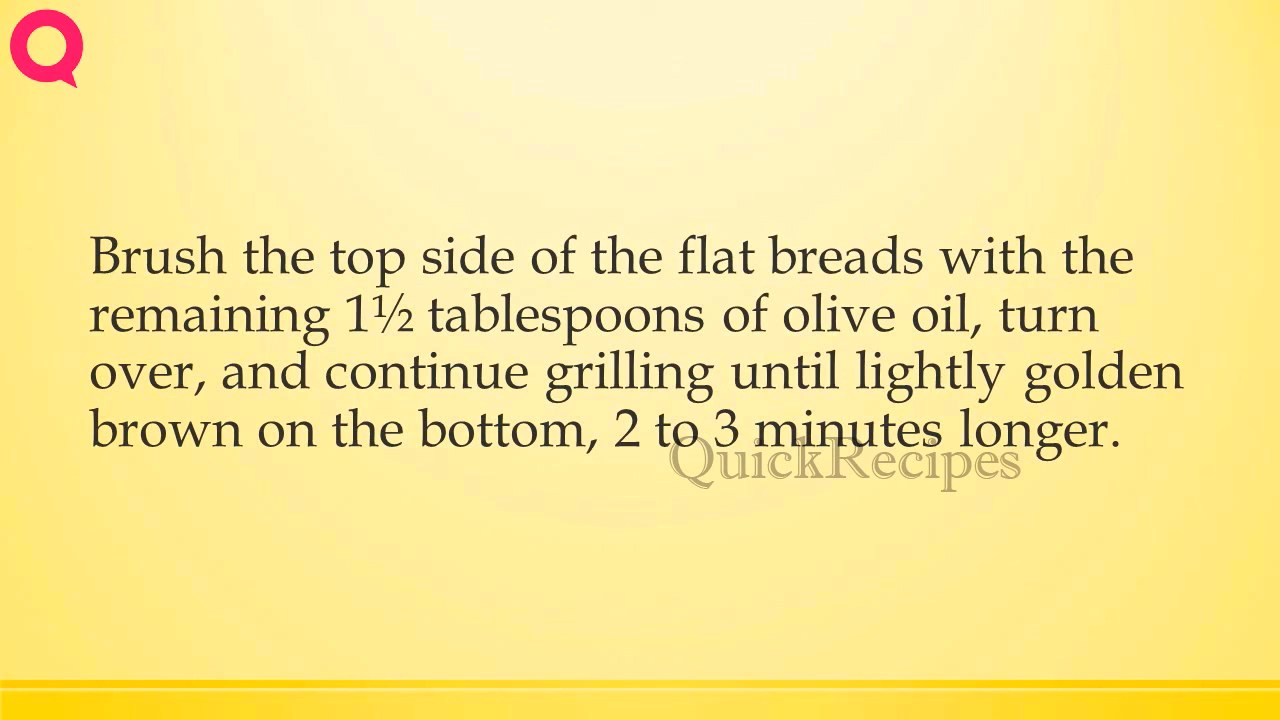 Brush the top side of the flat breads with the
remaining 1½ tablespoons of olive oil, turn
over, and continue grilling until lightly golden
brown on the bottom, 2 to 3 minutes longer.
QuickRecipes